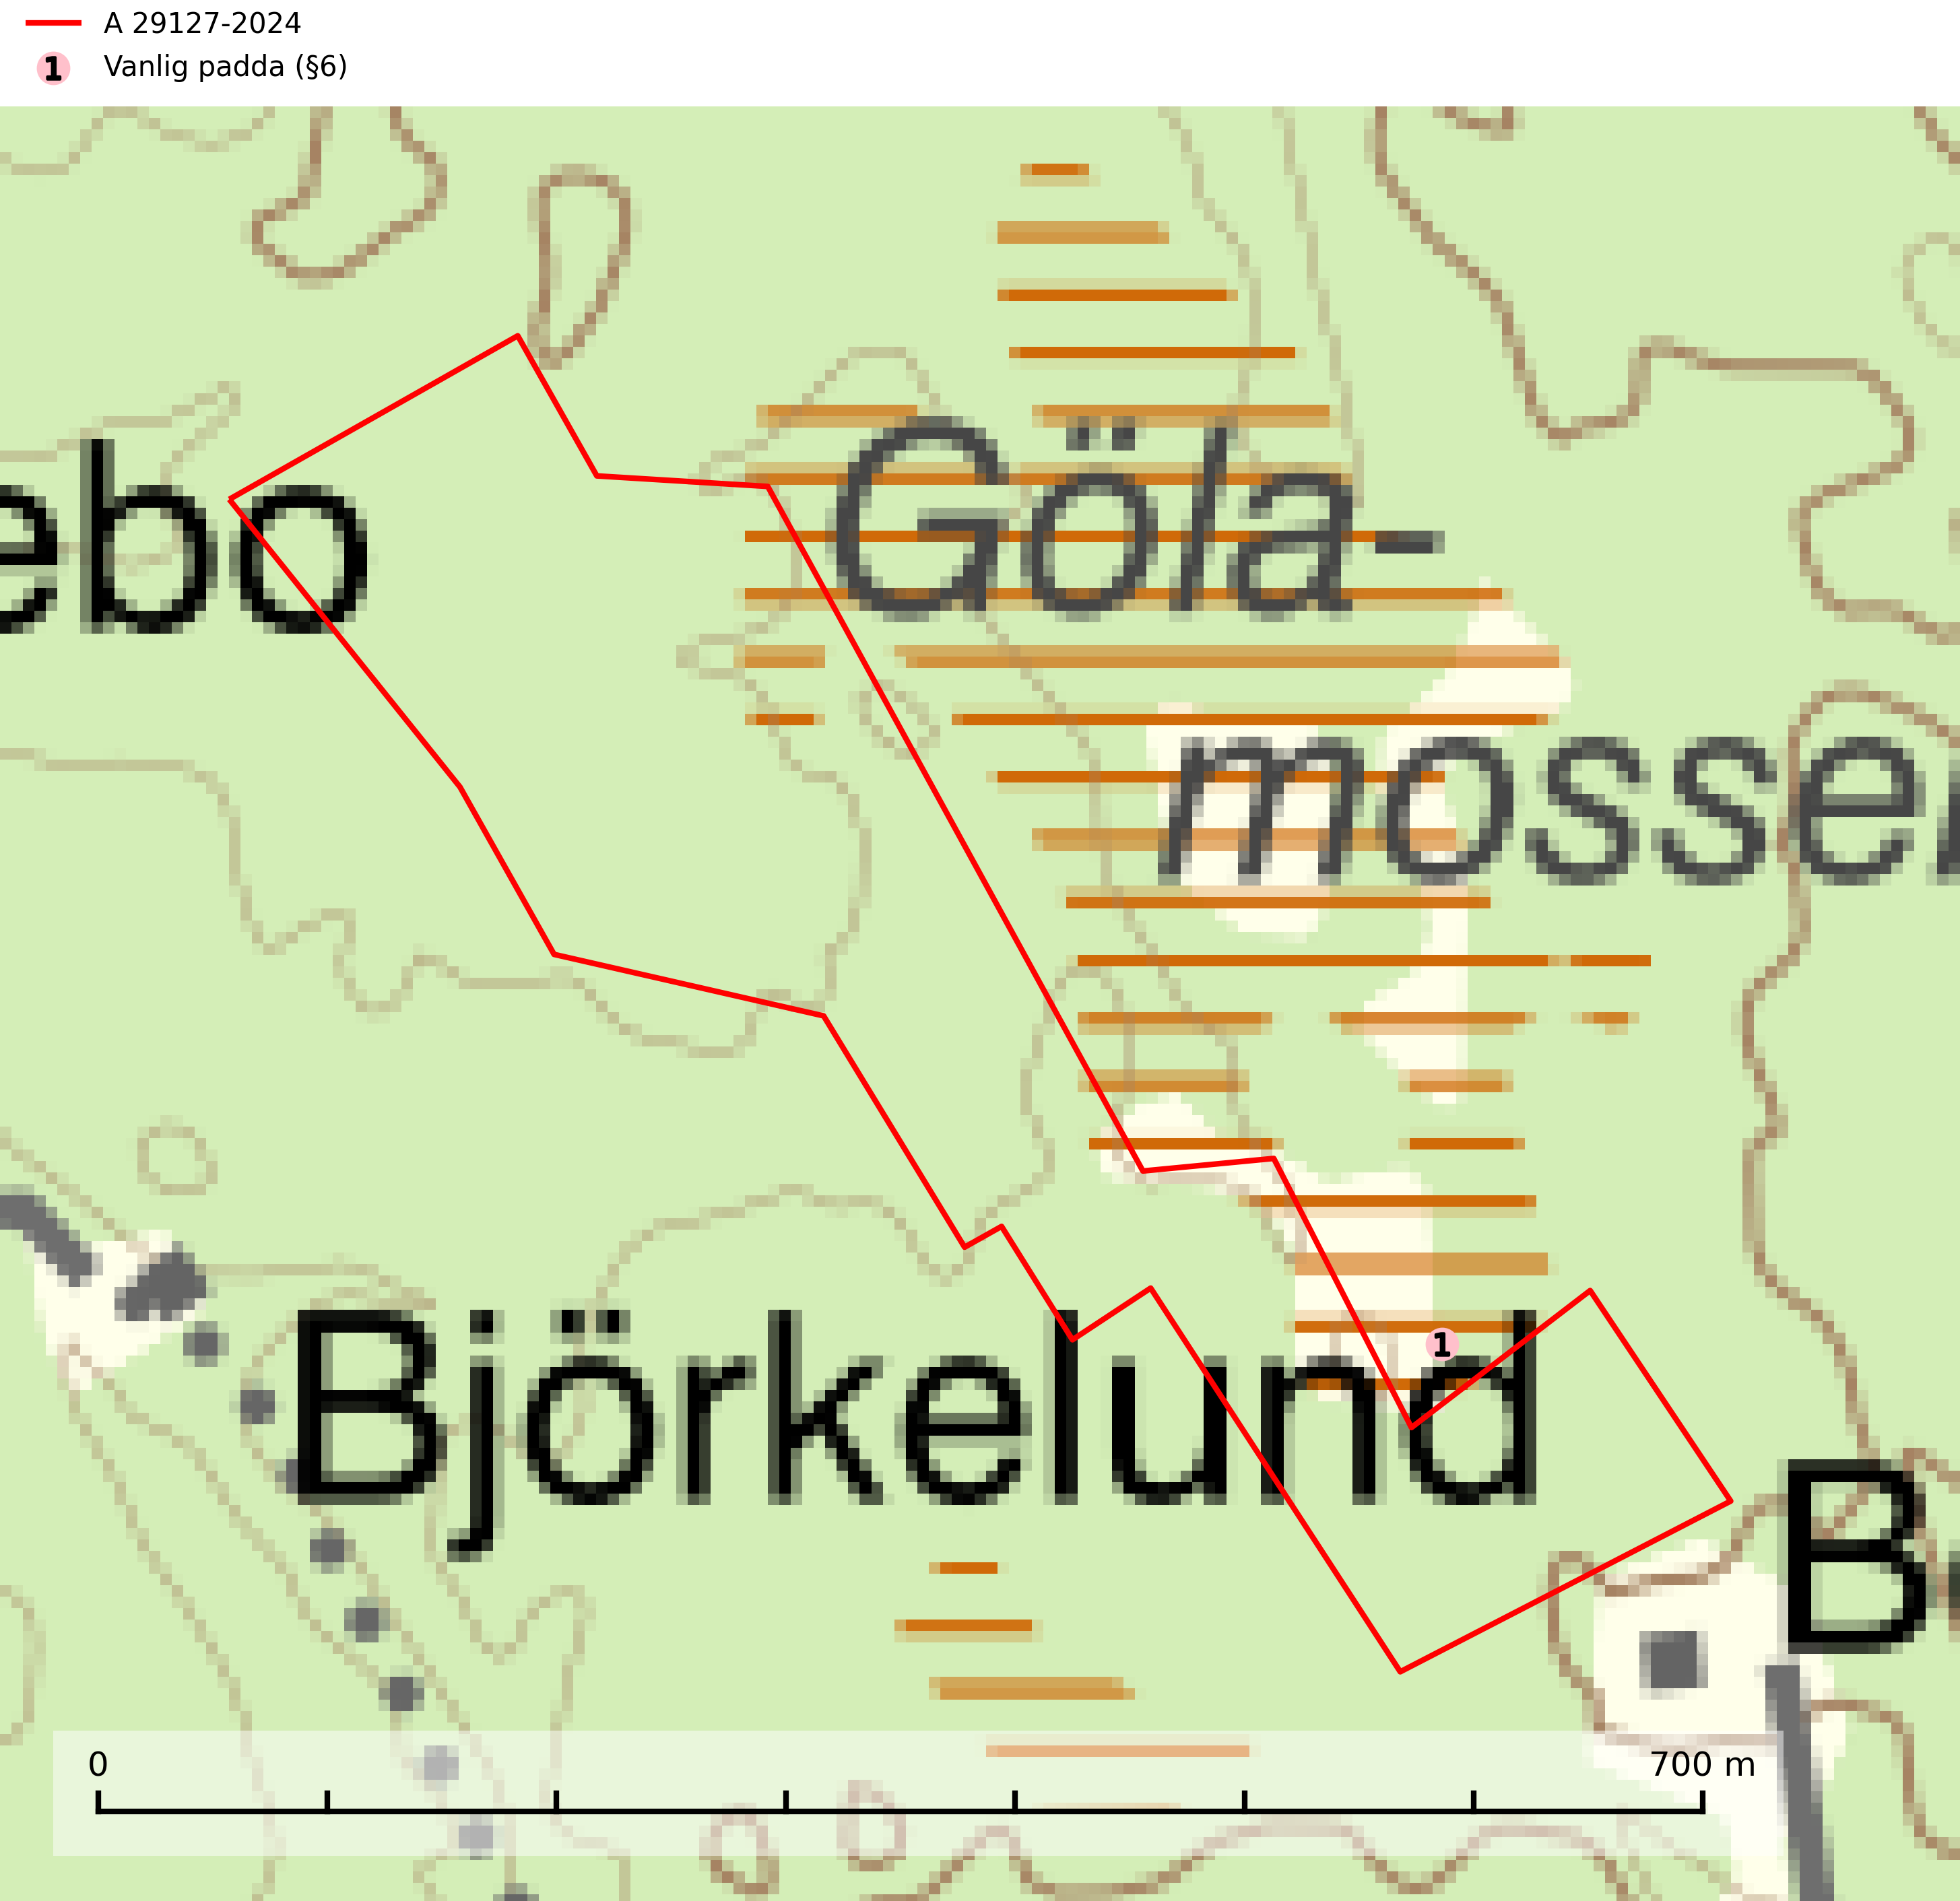 A 29127-2024
1 Vanlig padda (§6)
ebo
Göla-
mossen
1
Björkelund
B
0 700 m